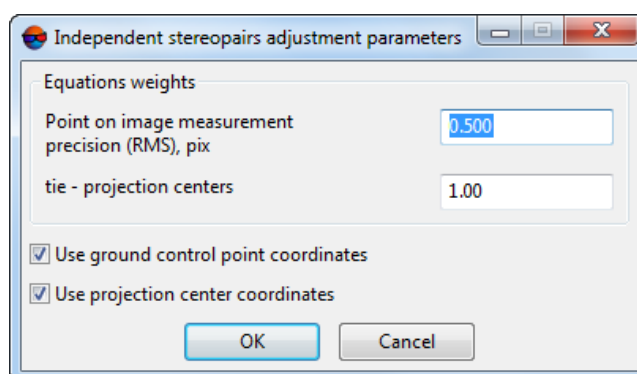 Independent stereopairs adjustment parameters
Equations weights
Point on image measurement
precision (RMS), pix
0.500
tie - projection centers
1.00
Use ground control point coordinates
Use projection center coordinates
OK
Cancel